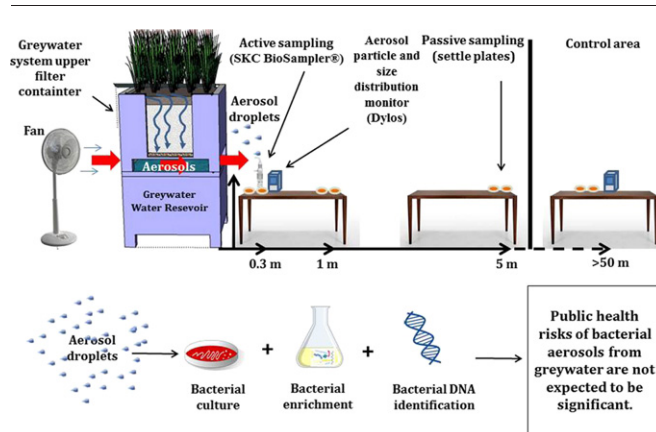 Greywater
system upper
filter
containter
Fan
Aerosols
Greywater
Water Resevoir
Aerosol
droplets
Active sampling
(SKC BioSampler®)
Aerosol
particle and
size
distribution
monitor
(Dylos)
Passive sampling
(settle plates)
Control area
0.3 m
1 m
5 m
>50 m
Aerosol
droplets
Bacterial
culture
+
Bacterial
enrichment
+
Bacterial DNA
identification
Public health
risks of bacterial
aerosols from
greywater are not
expected to be
significant.